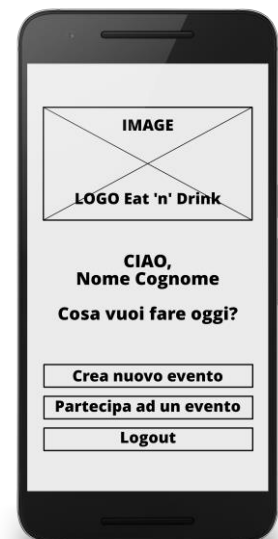 IMAGE
LOGO Eat 'n' Drink
CIAO,
Nome Cognome
Cosa vuoi fare oggi?
Crea nuovo evento
Partecipa ad un evento
Logout